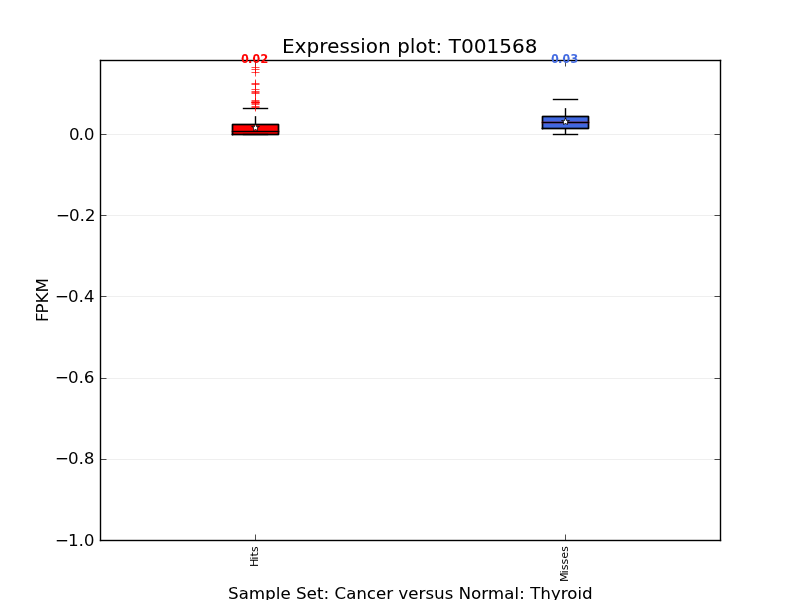 Expression plot: T001568
0.02
0.03
0.0
−0.2
−0.4
−0.6
−0.8
−1.0
FPKM
Hits
Misses
Sample Set: Cancer versus Normal: Thyroid